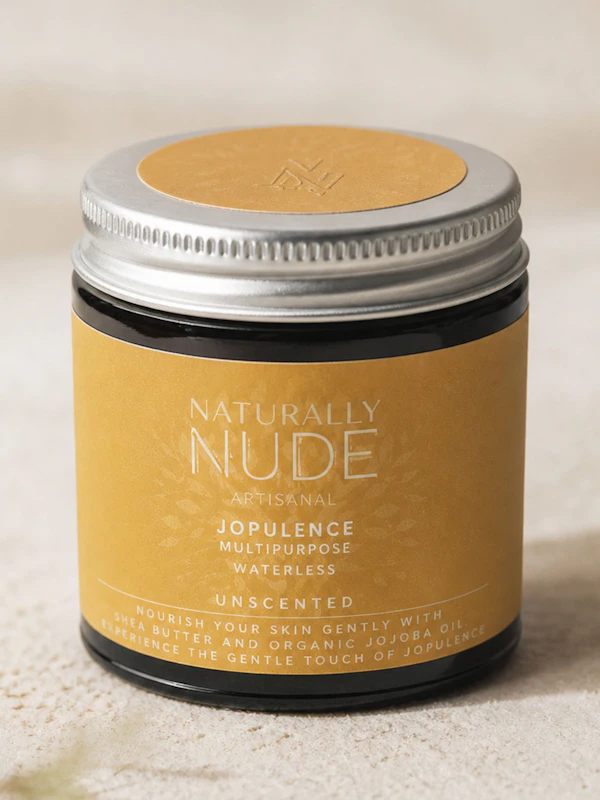 NATURALLY
NUDE
ARTISANAL
JOPULENCE
MULTIPURPOSE
WATERLESS
UNSCENTED
NOURISH YOUR SKIN GENTLY WITH
SHEA BUTTER AND ORGANIC JOJOBA OIL.
EXPERIENCE THE GENTLE TOUCH OF JOPULENCE